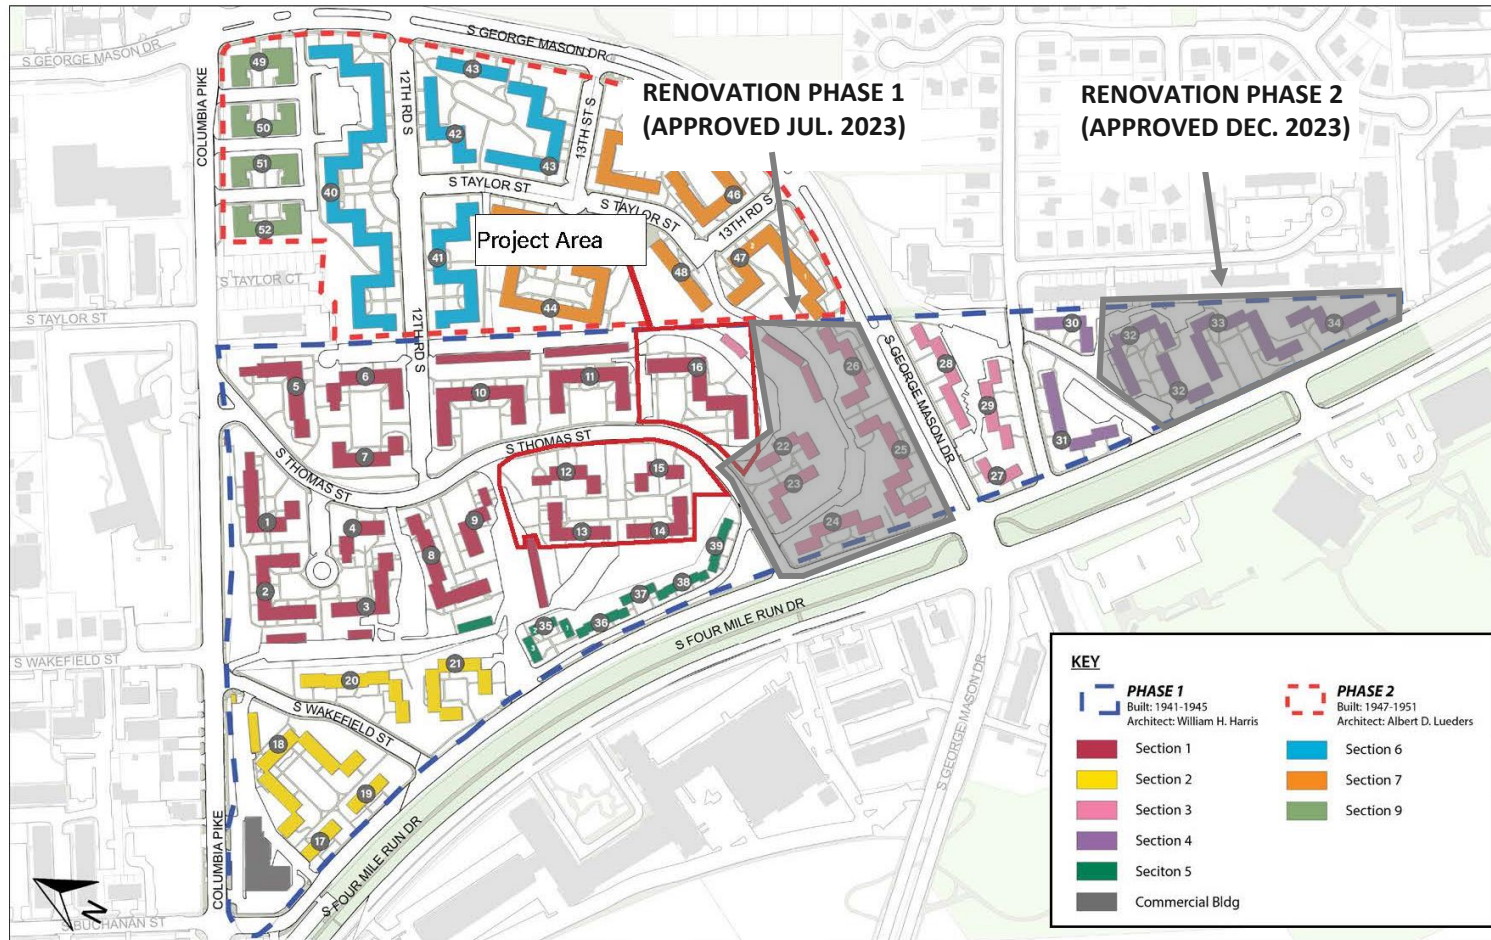 S GEORGE MASON DR
S GEORGE MASON DR
RENOVATION PHASE 1
(APPROVED JUL. 2023)
RENOVATION PHASE 2
(APPROVED DEC. 2023)
COLUMBIA PIKE
12TH RD S
13TH ST S
49
50
51
52
40
43
42
43
S TAYLOR ST
S TAYLOR ST
46
13TH RD S
Project Area
41
44
48
47
2
1
S TAYLOR CT
S TAYLOR ST
12TH RD S
S GEORGE MASON DR
30
32
33
34
32
5
6
10
11
16
26
28
29
31
7
S THOMAS ST
S THOMAS ST
22
25
23
27
12
15
1
4
9
8
13
14
24
39
2
3
37
38
35
2
1
3
36
S FOUR MILE RUN DR
S WAKEFIELD ST
20
21
S WAKEFIELD ST
18
19
17
COLUMBIA PIKE
S FOUR MILE RUN DR
S GEORGE MASON DR
N
S BUCHANAN ST
KEY
PHASE 1
Built: 1941-1945
Architect: William H. Harris
PHASE 2
Built: 1947-1951
Architect: Albert D. Lueders
Section 1
Section 2
Section 3
Section 4
Seciton 5
Commercial Bldg
Section 6
Section 7
Section 9